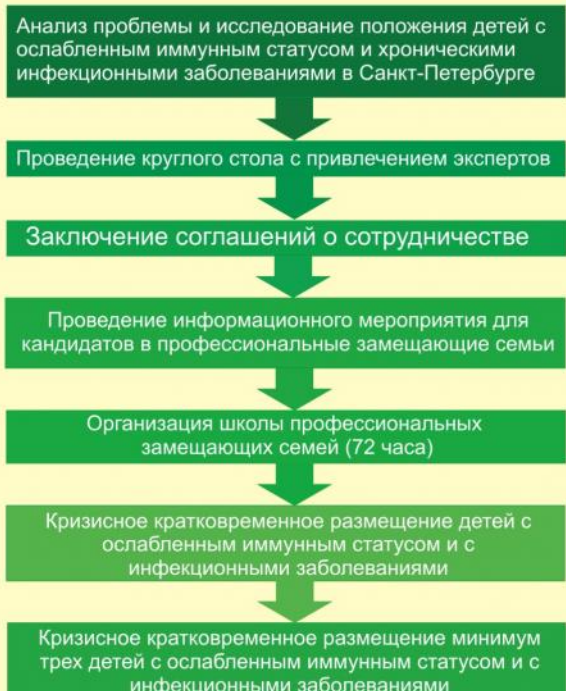 Анализ проблемы и исследование положения детей с
ослабленным иммунным статусом и хроническими
инфекционными заболеваниями в Санкт-Петербурге
Проведение круглого стола с привлечением экспертов
Заключение соглашений о сотрудничестве
Проведение информационного мероприятия для
кандидатов в профессиональные замещающие семьи
Организация школы профессиональных
замещающих семей (72 часа)
Кризисное кратковременное размещение детей с
ослабленным иммунным статусом и с
инфекционными заболеваниями
Кризисное кратковременное размещение минимум
трех детей с ослабленным иммунным статусом и с
инфекционными заболеваниями